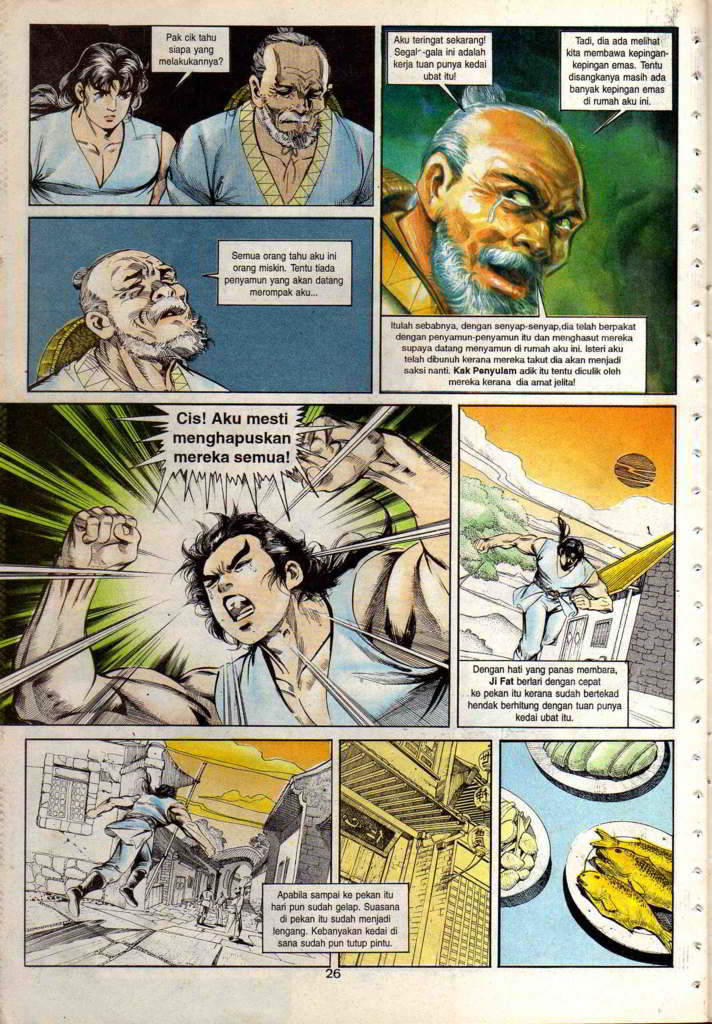 Pak cik tahu
siapa yang
melakukannya?
Aku teringat sekarang!
Segala-gala ini adalah
kerja tuan punya kedai
ubat itu!
Tadi, dia ada melihat
kita membawa kepingan-
kepingan emas. Tentu
disangkanya masih ada
banyak kepingan emas
di rumah aku ini.
Semua orang tahu aku ini
orang miskin. Tentu tiada
penyamun yang akan datang
merompak aku...
Itulah sebabnya, dengan senyap-senyap,dia telah berpakat
dengan penyamun-penyamun itu dan menghasut mereka
supaya datang menyamun di rumah aku ini. Isteri aku
telah dibunuh kerana mereka takut dia akan menjadi
saksi nanti. Kak Penyulam adik itu tentu diculik oleh
mereka kerana dia amat jelita!
Cis! Aku mesti
menghapuskan
mereka semua!
Dengan hati yang panas membara,
Ji Fat berlari dengan cepat
ke pekan itu kerana sudah bertekad
hendak berhitung dengan tuan punya
kedai ubat itu.
Apabila sampai ke pekan itu
hari pun sudah gelap. Suasana
di pekan itu sudah menjadi
lengang. Kebanyakan kedai di
sana sudah pun tutup pintu.
26